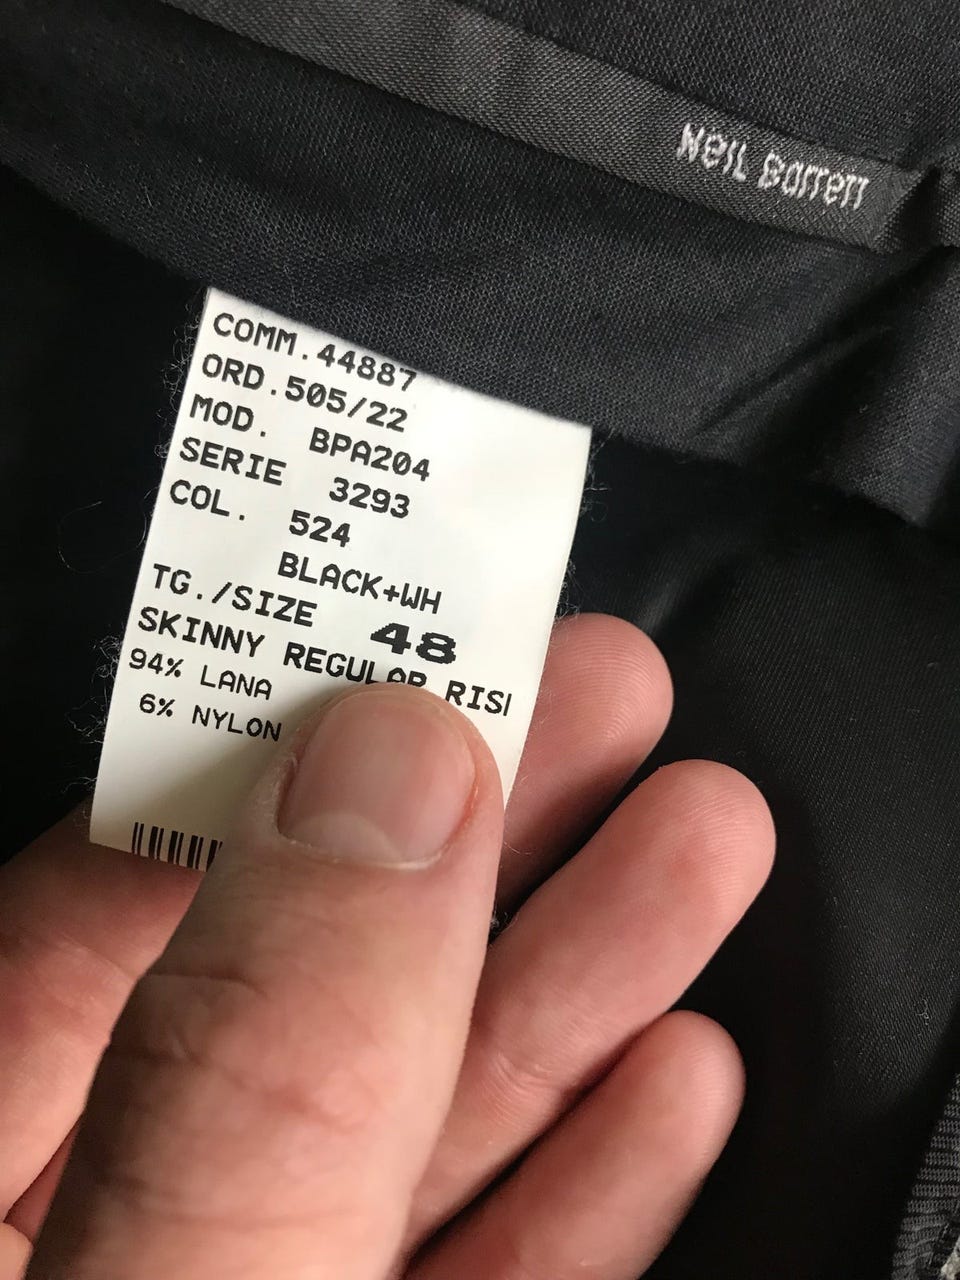 Neil Barrett
COMM.44887
ORD.505/22
MOD. BPA204
SERIE 3293
COL. 524
BLACK+WH
TG./SIZE 48
SKINNY REGULAR RISI
94% LANA
6% NYLON